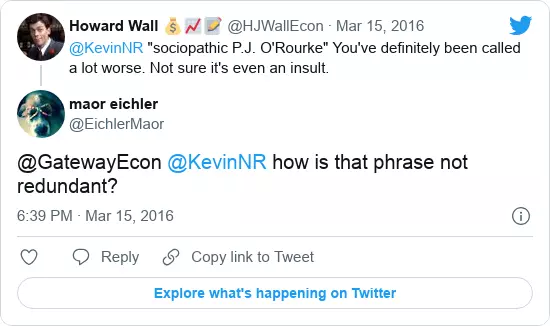 Howard Wall 💰📈📝 @HJWallEcon · Mar 15, 2016
@KevinNR "sociopathic P.J. O'Rourke" You've definitely been called
a lot worse. Not sure it's even an insult.
maor eichler
@EichlerMaor
@GatewayEcon @KevinNR how is that phrase not
redundant?
6:39 PM · Mar 15, 2016
Reply
Copy link to Tweet
Explore what's happening on Twitter